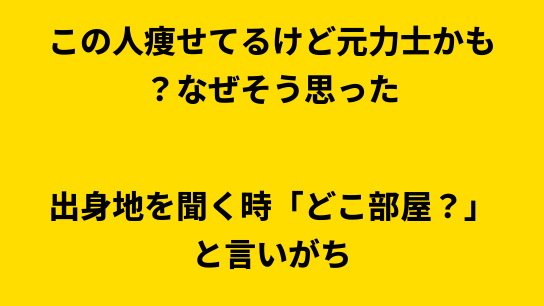 この人痩せてるけど元力士かも
？なぜそう思った
出身地を聞く時「どこ部屋？」
と言いがち